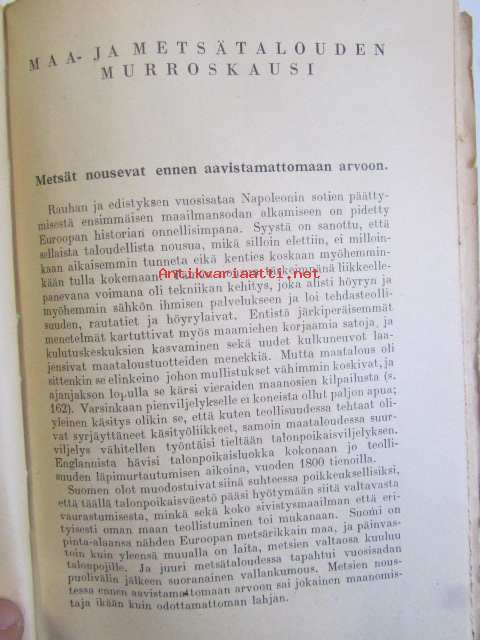 MAA- JA METSÄTALOUDEN
MURROSKAUSI
Metsät nousevat ennen aavistamattomaan arvoon.
Rauhan ja edistyksen vuosisataa Napoleonin sotien päätty-
misestä ensimmäisen maailmansodan alkamiseen on pidetty
Euroopan historian onnellisimpana. Syystä on sanottu, että
sellaista taloudellista nousua, mikä silloin elettiin, ei milloin-
kaan aikaisemmin tunneta eikä kenties koskaan myöhemmin-
kään tulla kokemaan.
Antikvariaatti.net
tärkeimpänä liikkeelle-
panevana voimana oli tekniikan kehitys, joka alisti höyryn ja
myöhemmin sähkön ihmisen palvelukseen ja loi tehdasteolli-
suuden, rautatiet ja höyrylaivat. Entistä järkiperäisemmät
menetelmät kartuttivat myös maamiehen korjaamia satoja, ja
kulutuskeskuksien kasvaminen sekä uudet kulkuneuvot laa-
jensivat maataloustuotteiden menekkiä. Mutta maatalous oli
sittenkin se elinkeino johon mullistukset vähimmin koskivat, ja
ajanjakson lopulla se kärsi vieraiden maanosien kilpailusta (s.
162). Varsinkaan pienviljelykselle ei koneista ollut paljon apua;
yleinen käsitys olikin se, että kuten teollisuudessa tehtaat oli-
vat syrjäyttäneet käsityöliikkeet, samoin maataloudessa suur-
viljelys vähitellen työntäisi tieltään talonpoikaisviljelyksen.
Englannista hävisi talonpoikaisluokka kokonaan jo teolli-
suuden läpimurtautumisen aikoina, vuoden 1800 tienoilla.
Suomen olot muodostuivat siinä suhteessa poikkeuksellisiksi,
että täällä talonpoikaisväestö pääsi hyötymään siitä valtavasta
vaurastumisesta, minkä sekä koko sivistysmaailman että eri-
tyisesti oman maan teollistuminen toi mukanaan. Suomi on
pinta-alaansa nähden Euroopan metsärikkain maa, ja päinvas-
toin kuin yleensä muualla on laita, metsien valtaosa kuuluu
talonpojille. Ja juuri metsätaloudessa tapahtui vuosisadan
puolivälin jälkeen suoranainen vallankumous. Metsien nous-
tessa ennen aavistamattomaan arvoon sai jokainen maanomis-
taja ikään kuin odottamattoman lahjan.